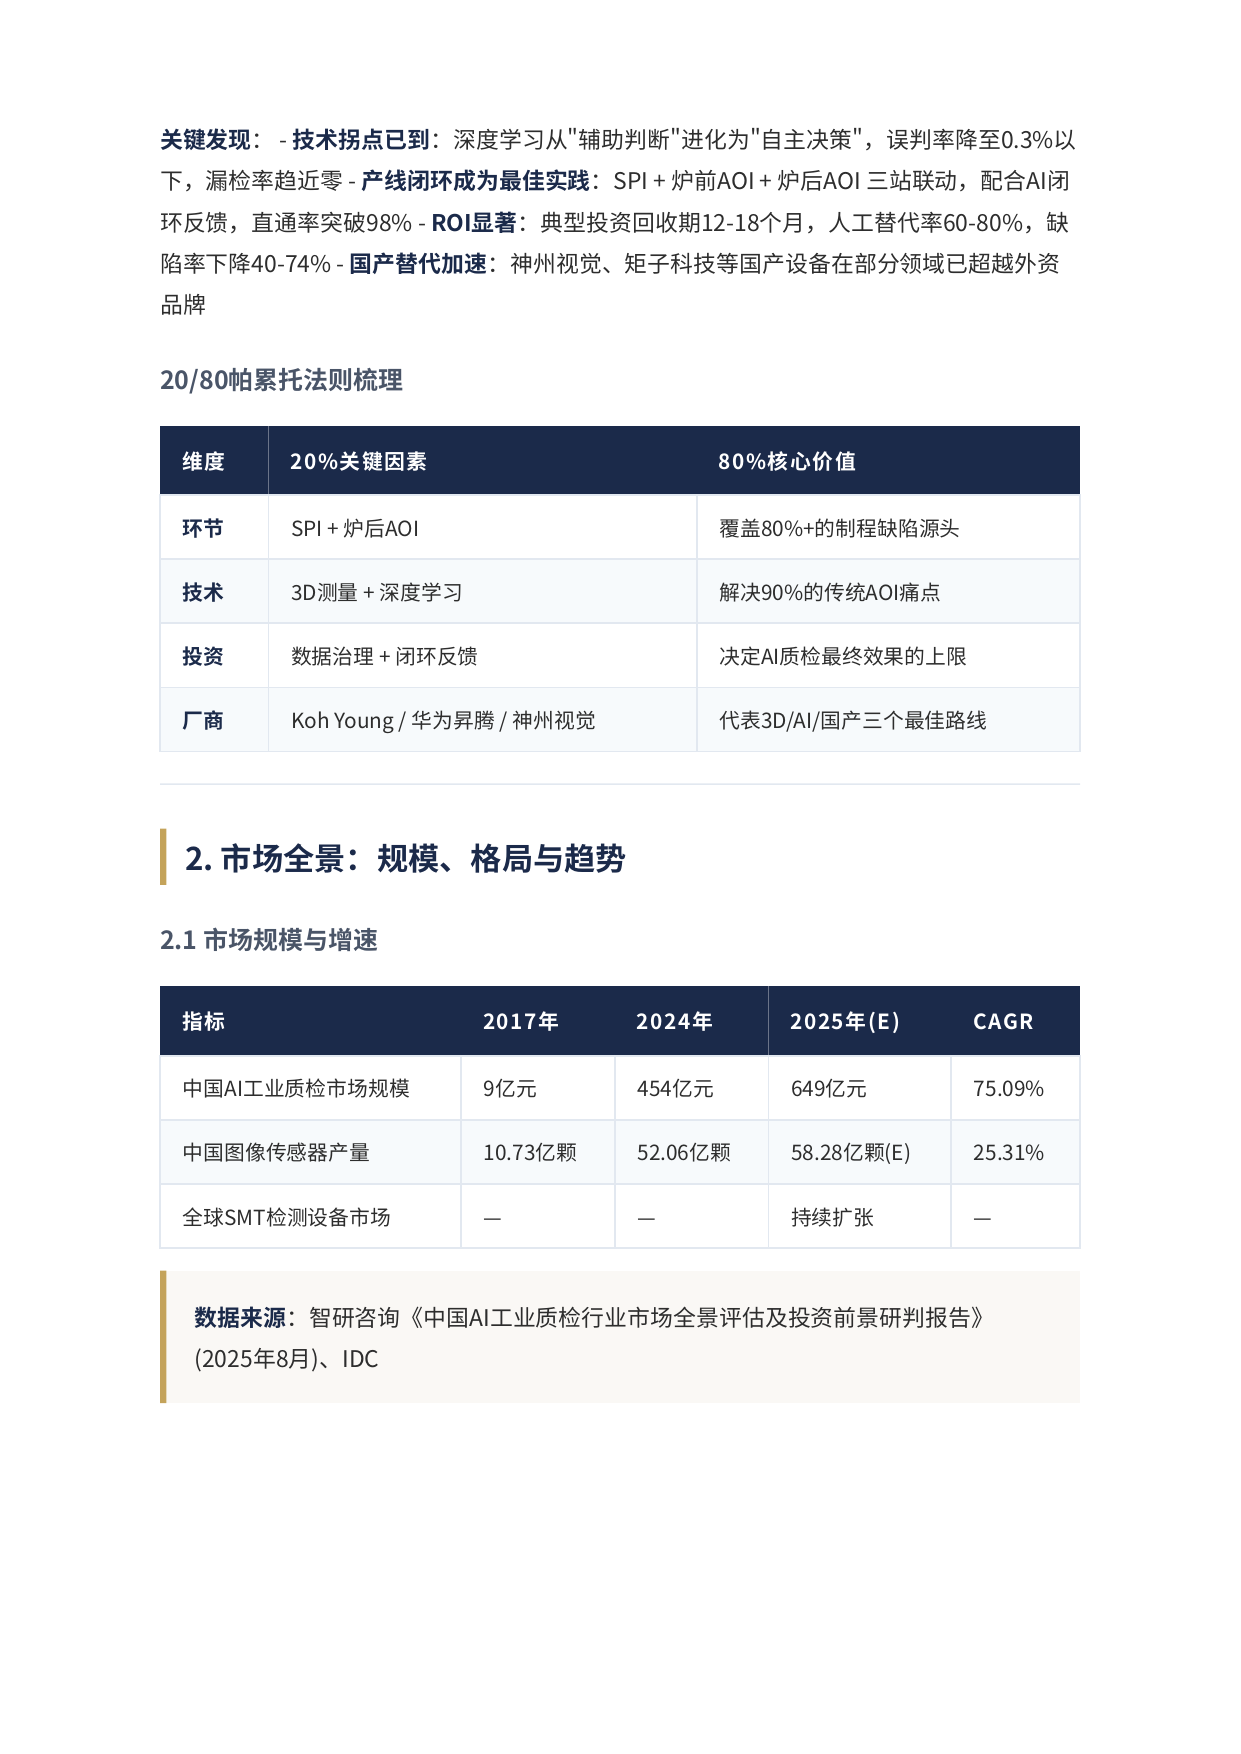 关键发现： - 技术拐点已到：深度学习从"辅助判断"进化为"自主决策"，误判率降至0.3%以
下，漏检率趋近零 - 产线闭环成为最佳实践：SPI + 炉前AOI + 炉后AOI 三站联动，配合AI闭
环反馈，直通率突破98% - ROI显著：典型投资回收期12-18个月，人工替代率60-80%，缺
陷率下降40-74% - 国产替代加速：神州视觉、矩子科技等国产设备在部分领域已超越外资
品牌
20/80帕累托法则梳理
维度 20%关键因素 80%核心价值
环节 SPI + 炉后AOI 覆盖80%+的制程缺陷源头
技术 3D测量 + 深度学习 解决90%的传统AOI痛点
投资 数据治理 + 闭环反馈 决定AI质检最终效果的上限
厂商 Koh Young / 华为昇腾 / 神州视觉 代表3D/AI/国产三个最佳路线
2. 市场全景：规模、格局与趋势
2.1 市场规模与增速
指标 2017年 2024年 2025年(E) CAGR
中国AI工业质检市场规模 9亿元 454亿元 649亿元 75.09%
中国图像传感器产量 10.73亿颗 52.06亿颗 58.28亿颗(E) 25.31%
全球SMT检测设备市场 — — 持续扩张 —
数据来源：智研咨询《中国AI工业质检行业市场全景评估及投资前景研判报告》
(2025年8月)、IDC